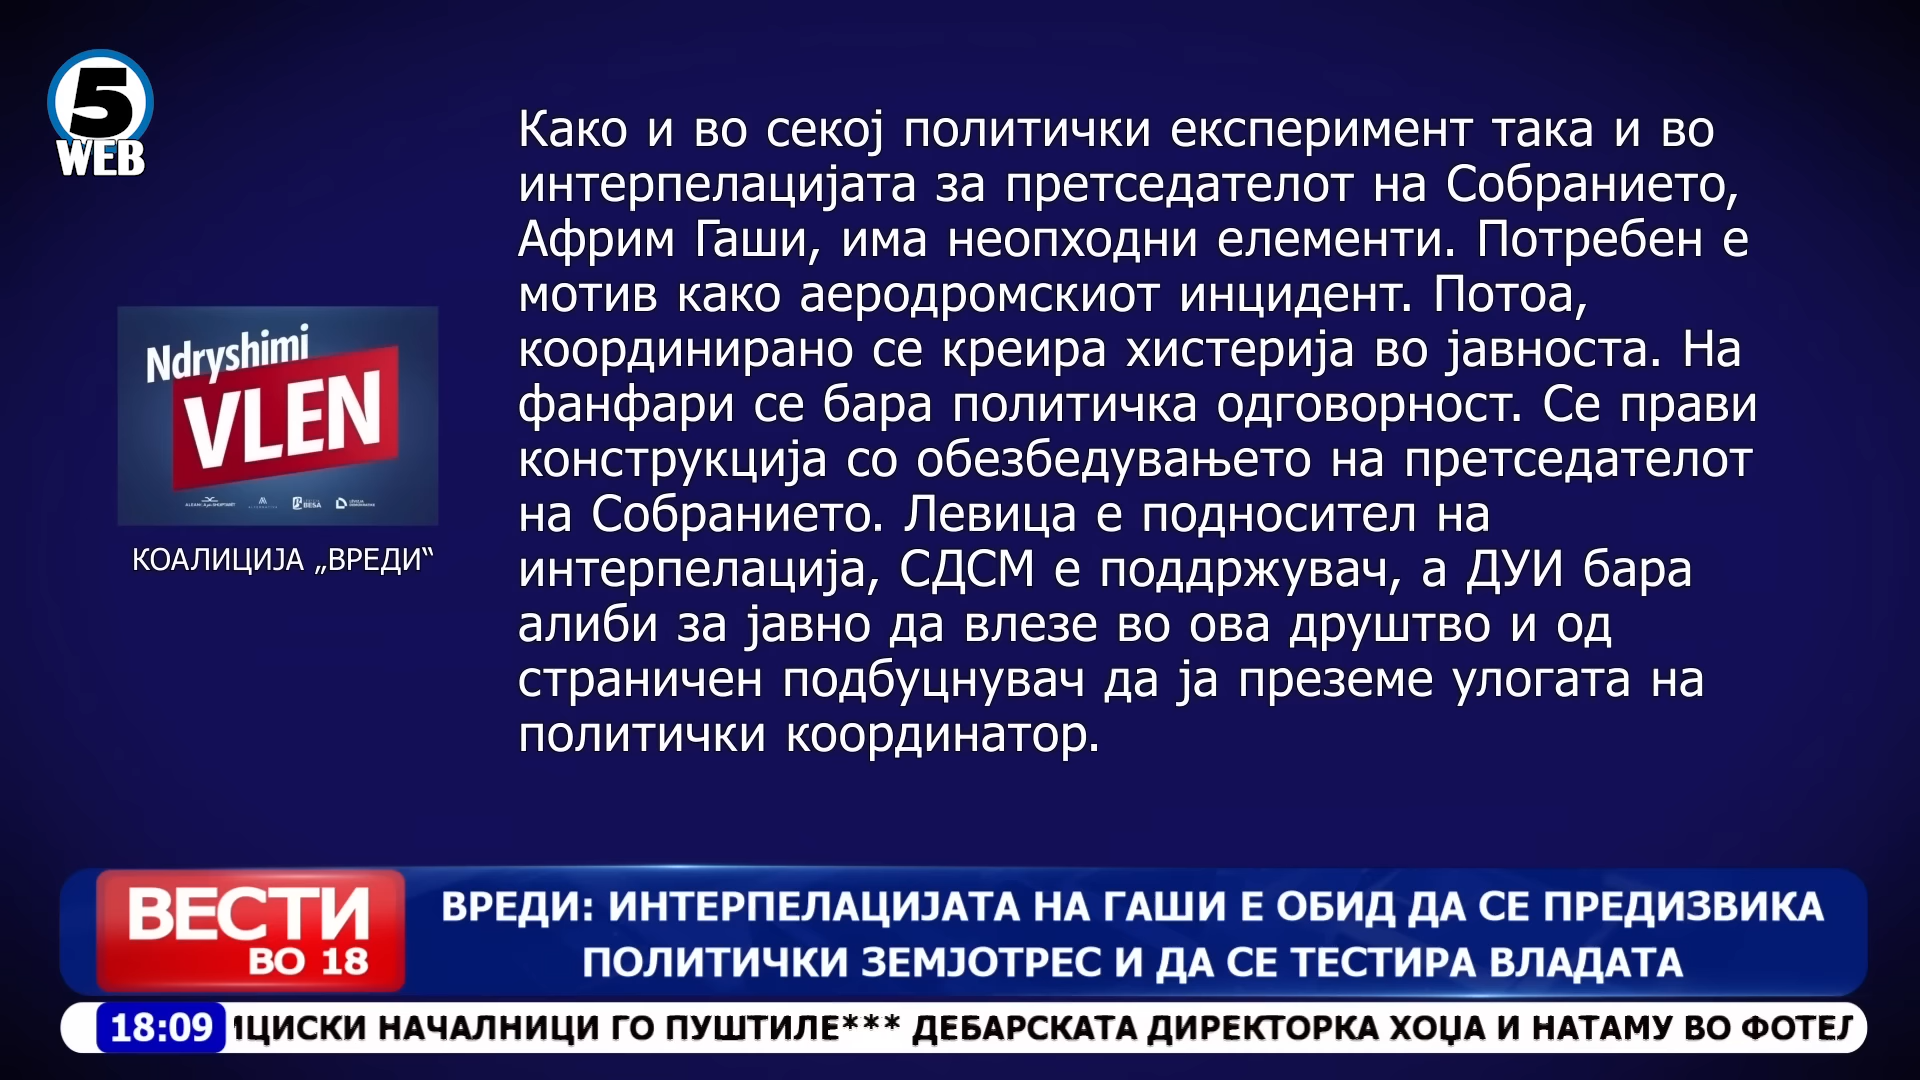 5
WEB
Како и во секој политички експеримент така и во
интерпелацијата за претседателот на Собранието,
Африм Гаши, има неопходни елементи. Потребен е
мотив како аеродромскиот инцидент. Потоа,
координирано се креира хистерија во јавноста. На
фанфари се бара политичка одговорност. Се прави
конструкција со обезбедувањето на претседателот
на Собранието. Левица е подносител на
интерпелација, СДСМ е поддржувач, а ДУИ бара
алиби за јавно да влезе во ова друштво и од
страничен подбуцнувач да ја преземе улогата на
политички координатор.
Ndryshimi
VLEN
BESA
КОАЛИЦИЈА „ВРЕДИ“
ВЕСТИ
ВО 18
ВРЕДИ: ИНТЕРПЕЛАЦИЈАТА НА ГАШИ Е ОБИД ДА СЕ ПРЕДИЗВИКА
ПОЛИТИЧКИ ЗЕМЈОТРЕС И ДА СЕ ТЕСТИРА ВЛАДАТА
18:09
ЦИСКИ НАЧАЛНИЦИ ГО ПУШТИЛЕ*** ДЕБАРСКАТА ДИРЕКТОРКА ХОЏА И НАТАМУ ВО ФОТЕЛ